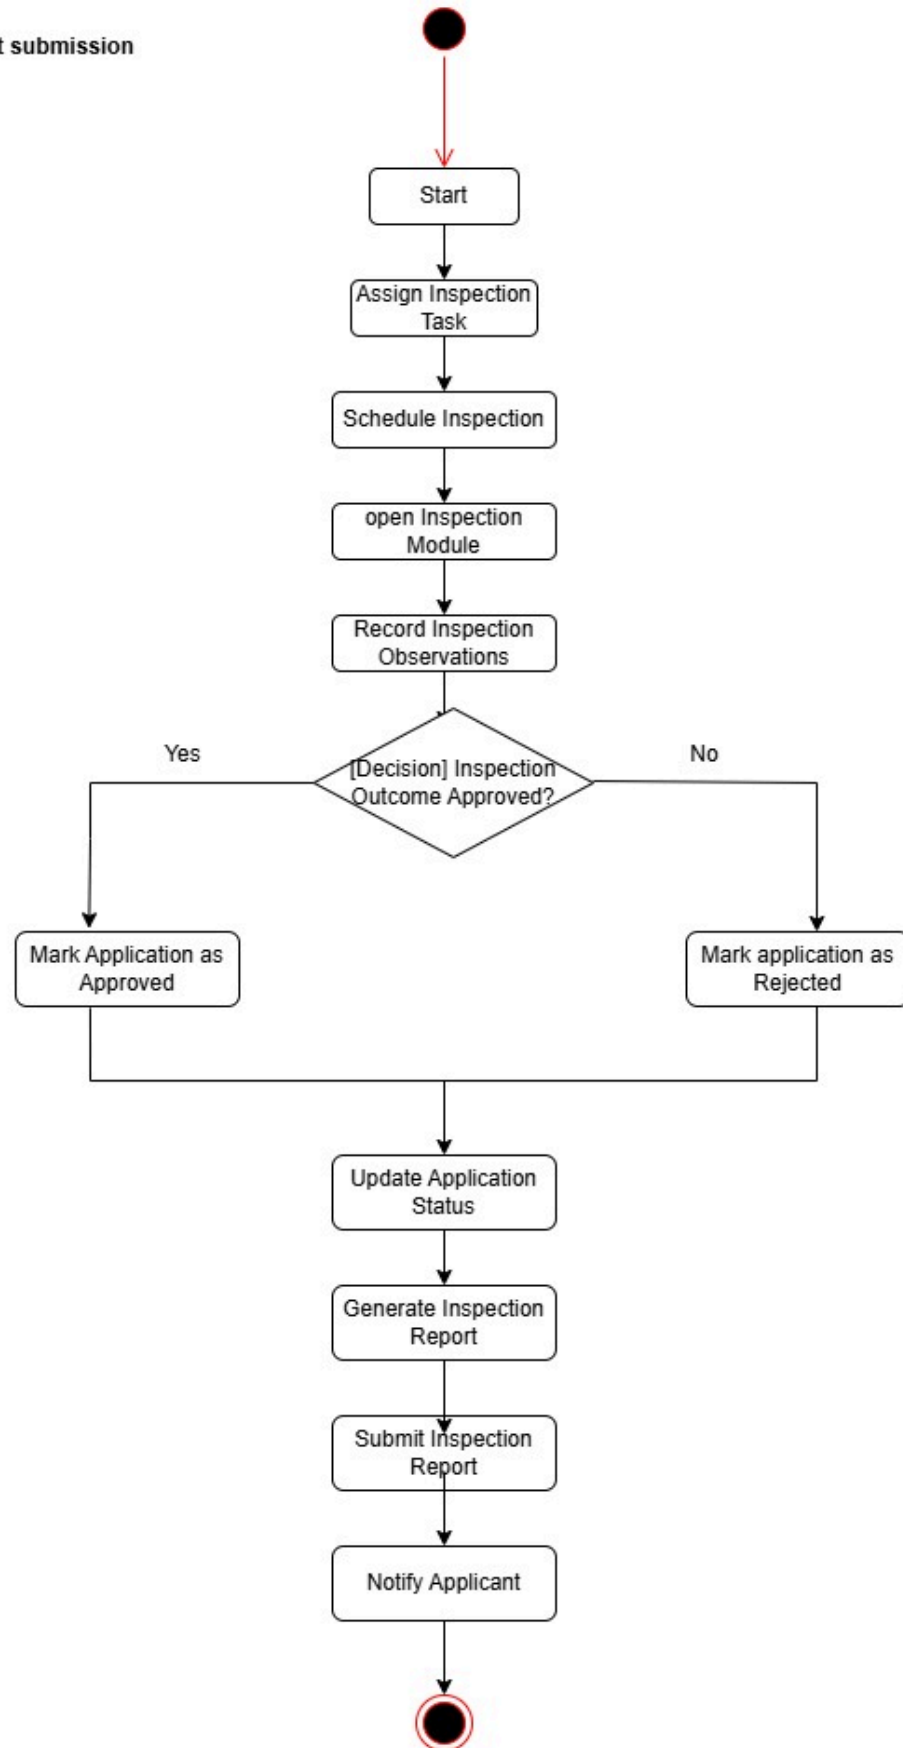 t submission
Start
Assign Inspection
Task
Schedule Inspection
open Inspection
Module
Record Inspection
Observations
Yes
No
[Decision] Inspection
Outcome Approved?
Mark Application as
Approved
Mark application as
Rejected
Update Application
Status
Generate Inspection
Report
Submit Inspection
Report
Notify Applicant